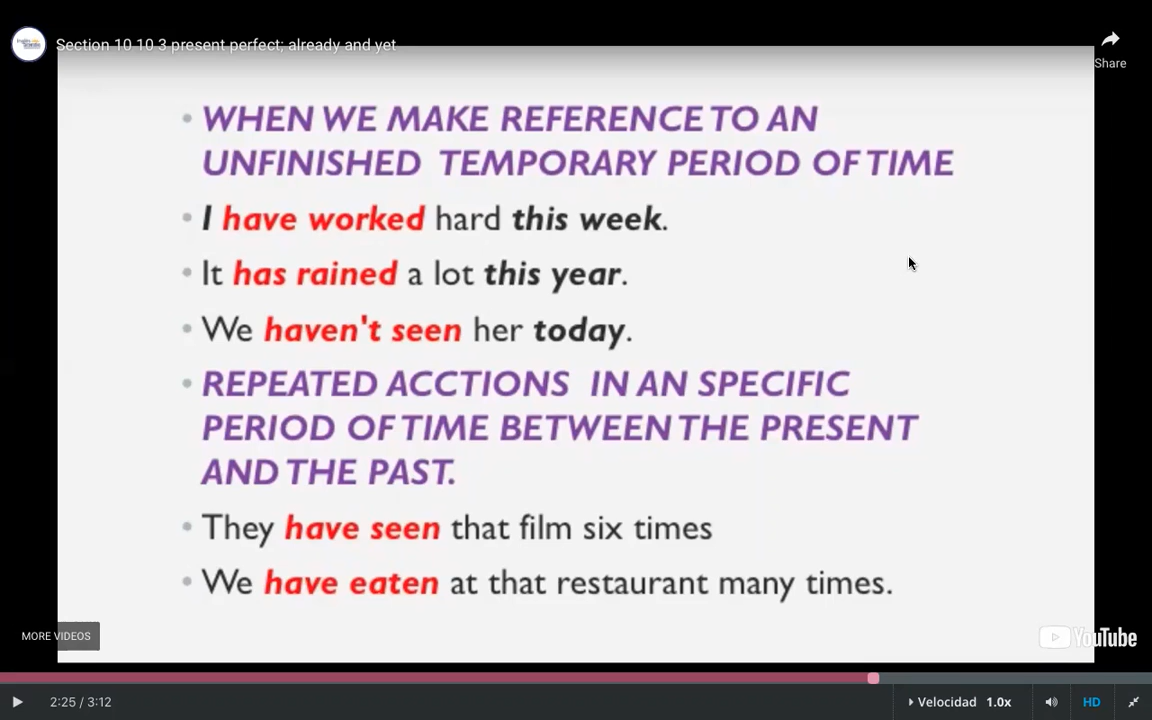 Section 10 10 3 present perfect; already and yet
Share
• WHEN WE MAKE REFERENCE TO AN
UNFINISHED TEMPORARY PERIOD OF TIME
• I have worked hard this week.
• It has rained a lot this year.
• We haven't seen her today.
• REPEATED ACCTIONS IN AN SPECIFIC
PERIOD OF TIME BETWEEN THE PRESENT
AND THE PAST.
• They have seen that film six times
• We have eaten at that restaurant many times.
MORE VIDEOS
YouTube
2:25 / 3:12
Velocidad 1.0x
HD